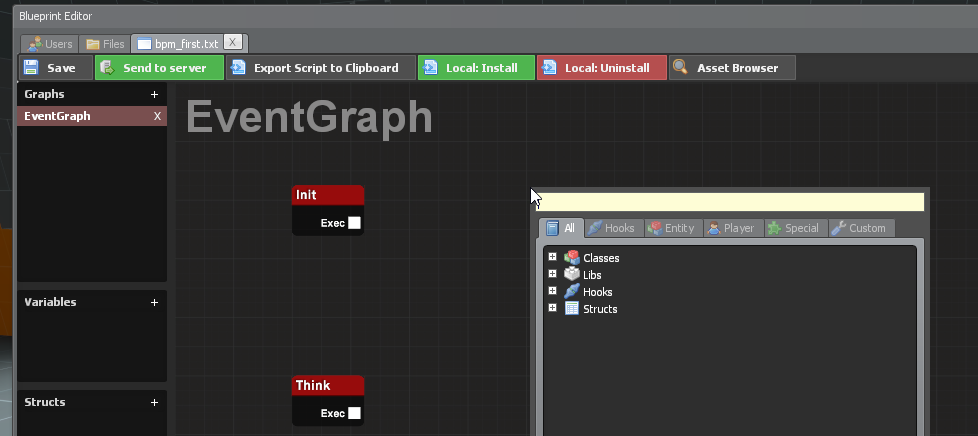 Blueprint Editor
Users Files bpm_first.txt X
Save Send to server Export Script to Clipboard Local: Install Local: Uninstall Asset Browser
Graphs +
EventGraph X
EventGraph
Init
Exec
All Hooks Entity Player Special Custom
Classes
Libs
Hooks
Structs
Variables +
Think
Exec
Structs +